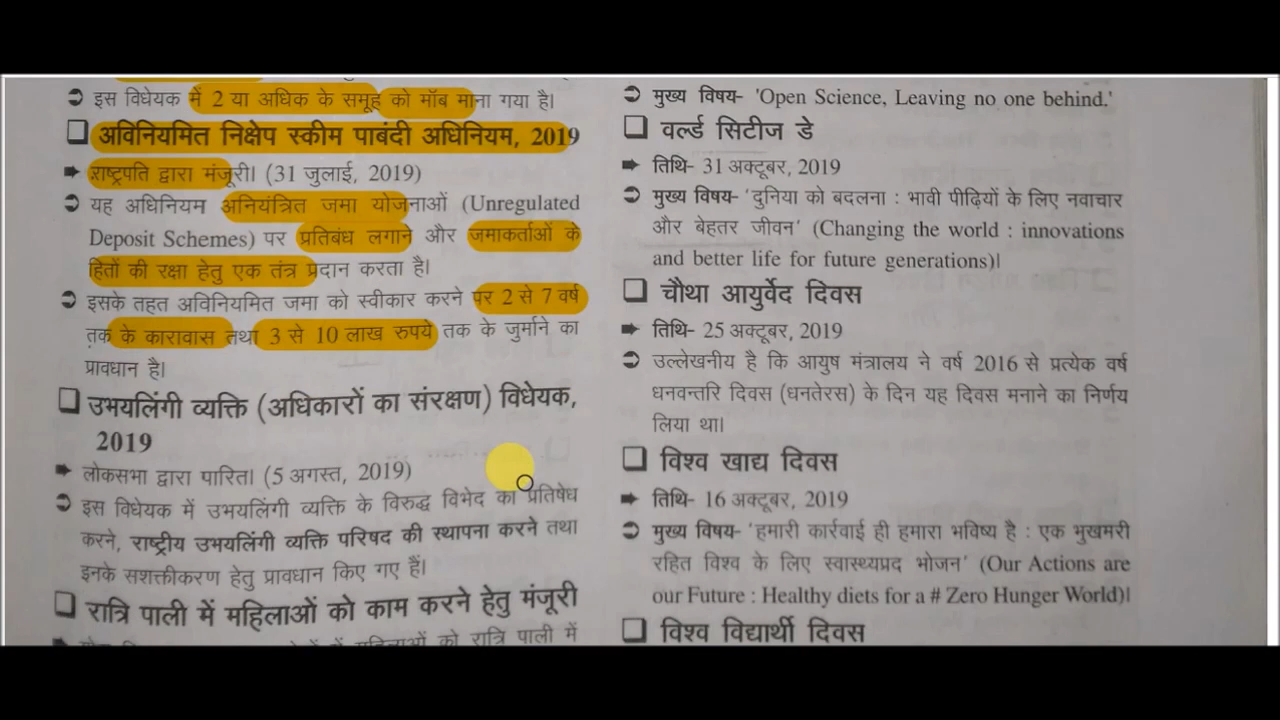 इस विधेयक में 2 या अधिक के समूह को मॉब माना गया है।
अविनियमित निक्षेप स्कीम पाबंदी अधिनियम, 2019
राष्ट्रपति द्वारा मंजूरी। (31 जुलाई, 2019)
यह अधिनियम अनियंत्रित जमा योजनाओं (Unregulated
Deposit Schemes) पर प्रतिबंध लगाने और जमाकर्ताओं के
हितों की रक्षा हेतु एक तंत्र प्रदान करता है।
इसके तहत अविनियमित जमा को स्वीकार करने पर 2 से 7 वर्ष
तक के कारावास तथा 3 से 10 लाख रुपये तक के जुर्माने का
प्रावधान है।
उभयलिंगी व्यक्ति (अधिकारों का संरक्षण) विधेयक,
2019
लोकसभा द्वारा पारित। (5 अगस्त, 2019)
इस विधेयक में उभयलिंगी व्यक्ति के विरुद्ध विभेद का प्रतिषेध
करने, राष्ट्रीय उभयलिंगी व्यक्ति परिषद की स्थापना करने तथा
इनके सशक्तीकरण हेतु प्रावधान किए गए हैं।
रात्रि पाली में महिलाओं को काम करने हेतु मंजूरी
में महिलाओं को रात्रि पाली में
मुख्य विषय- 'Open Science, Leaving no one behind.'
वर्ल्ड सिटीज डे
तिथि- 31 अक्टूबर, 2019
मुख्य विषय- 'दुनिया को बदलना : भावी पीढ़ियों के लिए नवाचार
और बेहतर जीवन' (Changing the world : innovations
and better life for future generations)।
चौथा आयुर्वेद दिवस
तिथि- 25 अक्टूबर, 2019
उल्लेखनीय है कि आयुष मंत्रालय ने वर्ष 2016 से प्रत्येक वर्ष
धनवन्तरि दिवस (धनतेरस) के दिन यह दिवस मनाने का निर्णय
लिया था।
विश्व खाद्य दिवस
तिथि- 16 अक्टूबर, 2019
मुख्य विषय- 'हमारी कार्रवाई ही हमारा भविष्य है : एक भुखमरी
रहित विश्व के लिए स्वास्थ्यप्रद भोजन' (Our Actions are
our Future : Healthy diets for a # Zero Hunger World)।
विश्व विद्यार्थी दिवस